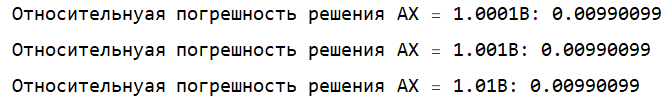 Относительнуая погрешность решения AX = 1.0001B: 0.00990099
Относительнуая погрешность решения AX = 1.001B: 0.00990099
Относительнуая погрешность решения AX = 1.01B: 0.00990099